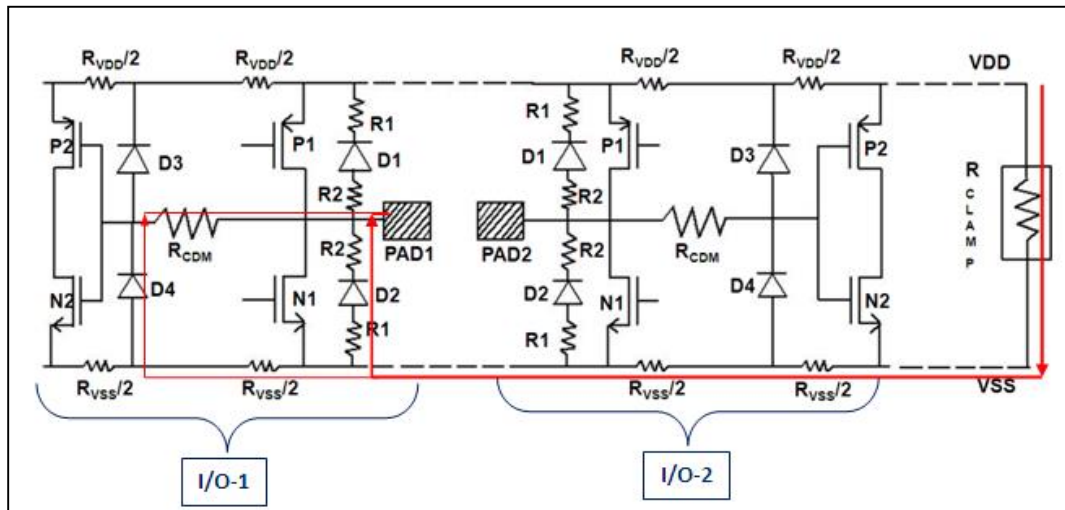 RVDD/2 RVDD/2 RVDD/2 RVDD/2 VDD
R1 R1
P2 P1 P1 P2
D3 D1 D1 D3
R
C
L
A
M
P
R2 R2
RCDM PAD1 PAD2 RCDM
R2 R2
N2 D4 N1 D2 D2 N1 D4 N2
R1 R1
RVSS/2 RVSS/2 RVSS/2 RVSS/2 VSS
I/O-1 I/O-2